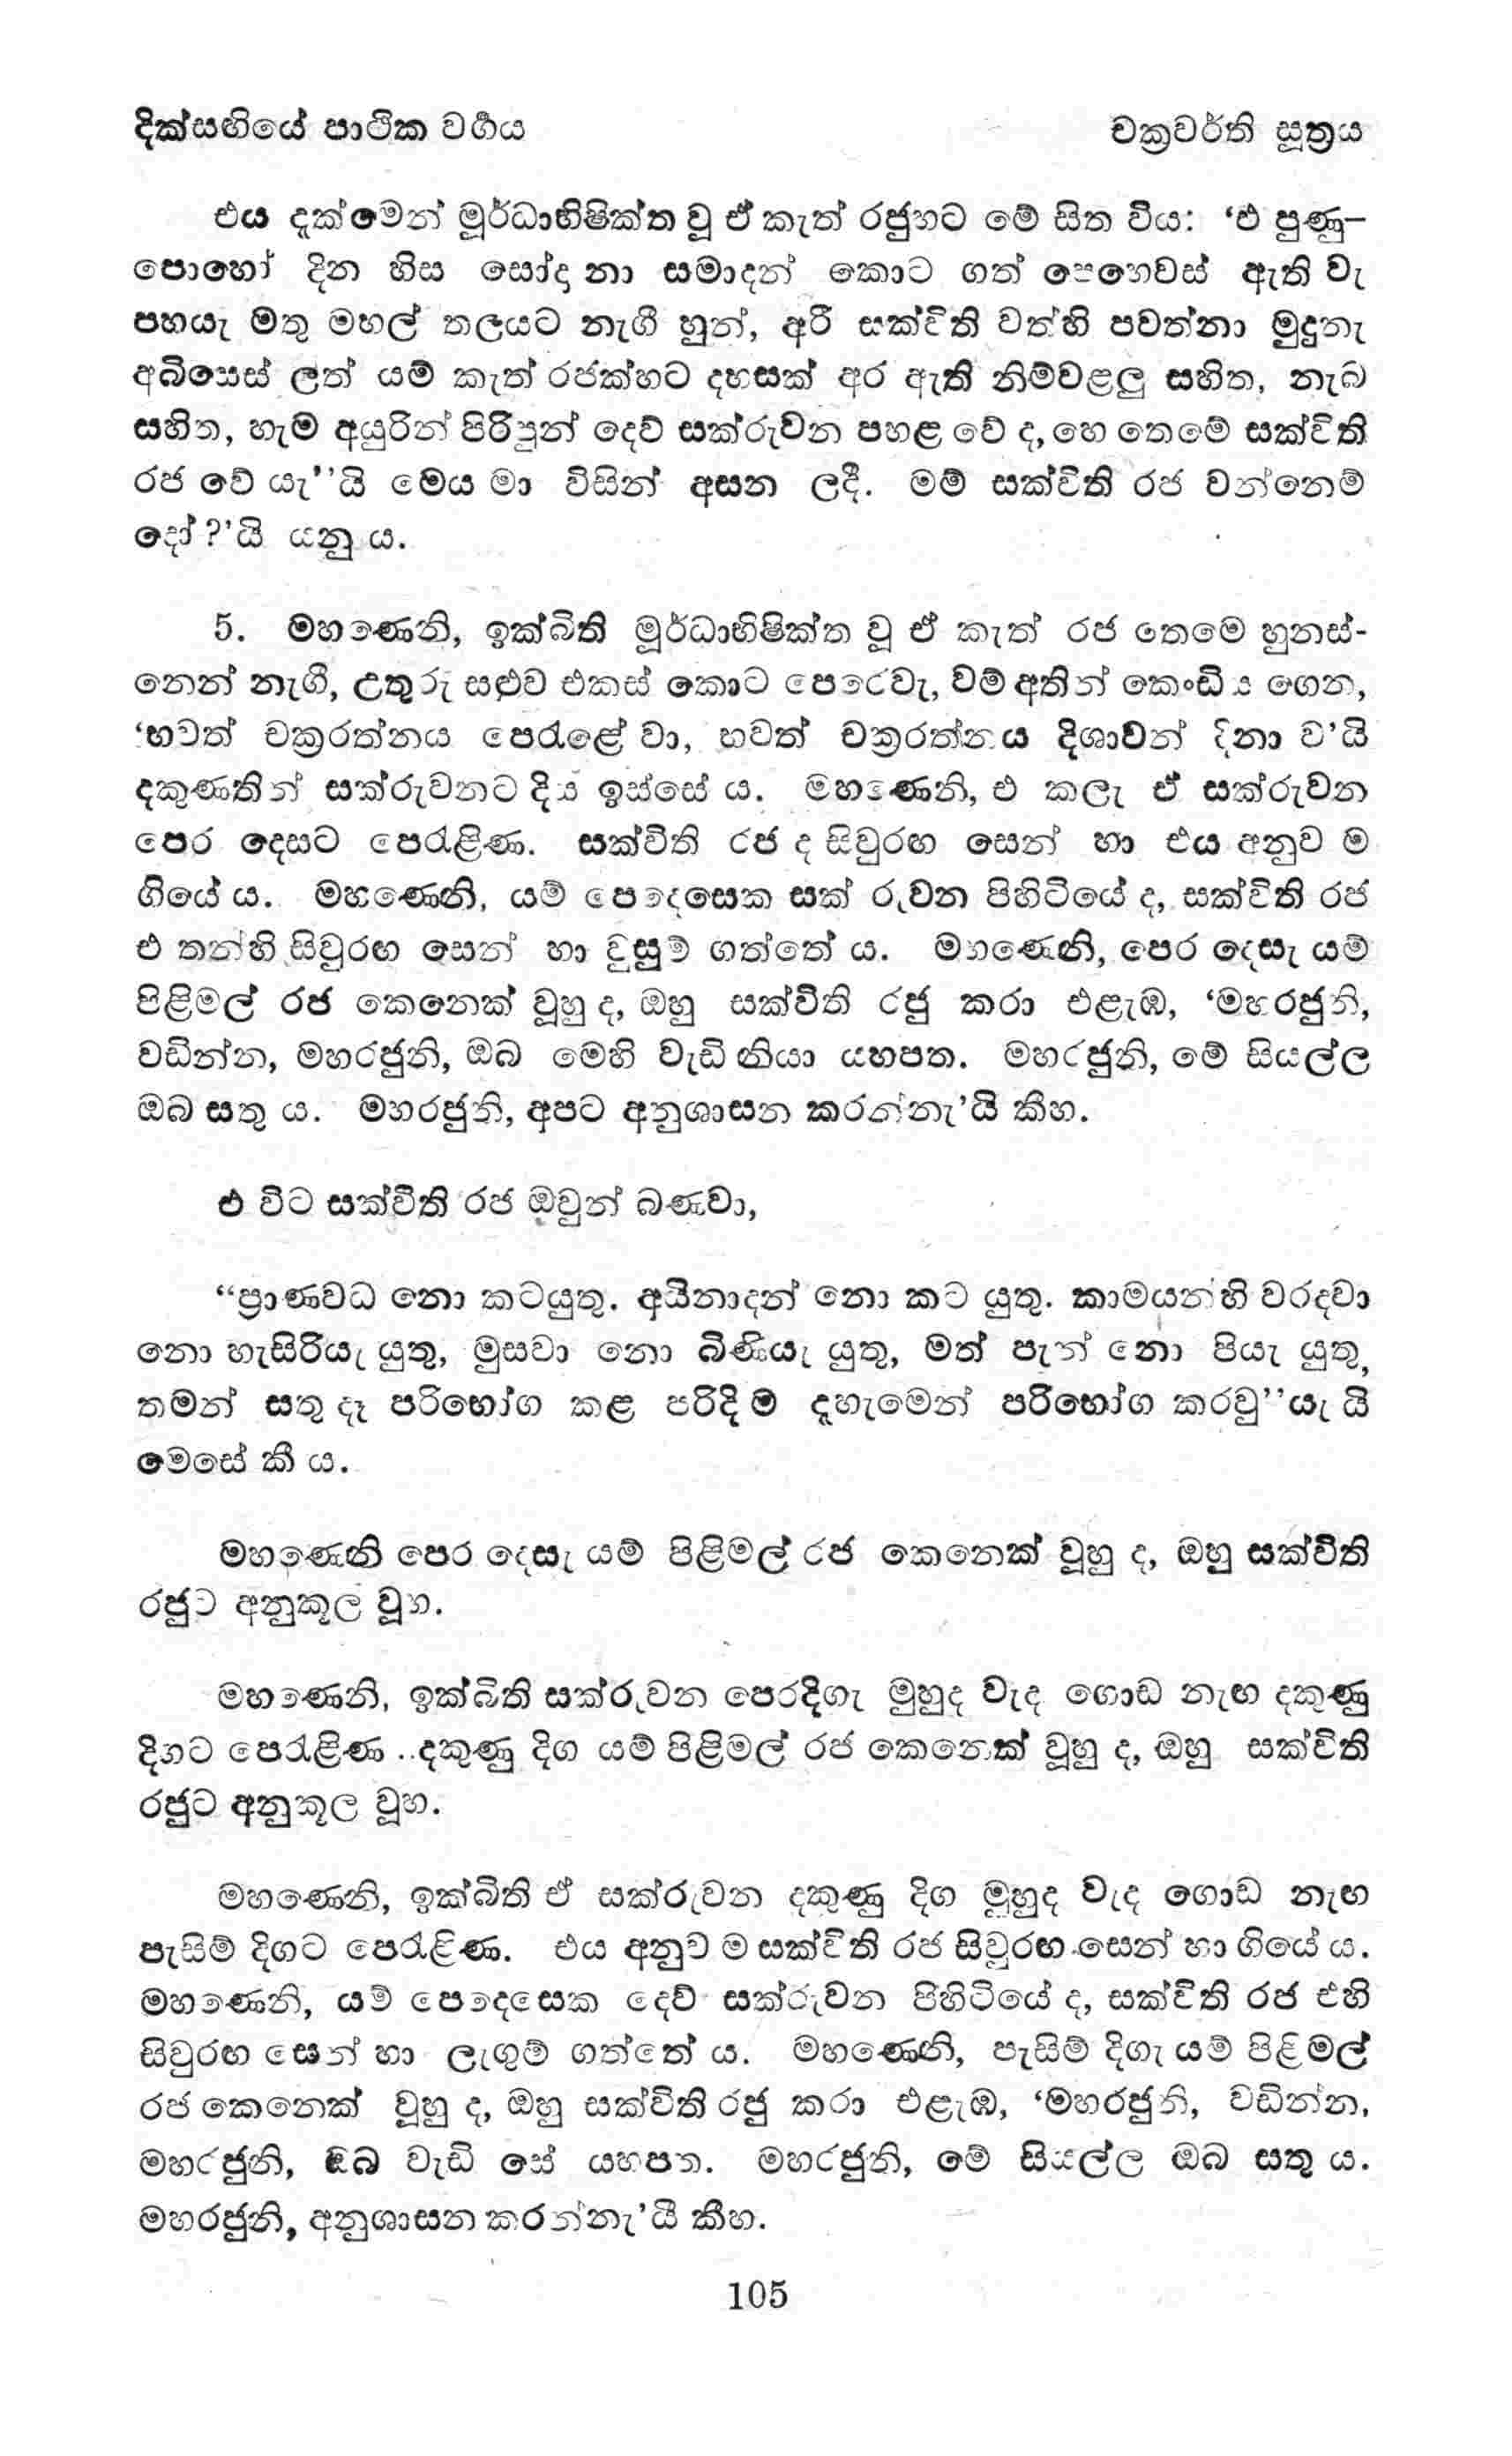 දික්සඟියේ පාථික වර්‍ගය
චක්‍රවර්ති සූත්‍රය
එය දැක්මෙන් මූර්ධාභිෂික්ත වූ ඒ කැත් රජුහට මේ සිත විය: ‘එ පුණු-
පොහෝ දින හිස සෝදා නා සමාදන් කොට ගත් පෙහෙවස් ඇති වැ
පහයැ මතු මහල් තලයට නැගී හුන්, අරී සක්විති වත්හි පවත්නා මුදුනැ
අබිසෙස් ලත් යම් කැත් රජක්හට දහසක් අර ඇති නිම්වළලු සහිත, නැබ
සහිත, හැම අයුරින් පිරිපුන් දෙව් සක්රුවන පහළ වේ ද, හෙ තෙමේ සක්විති
රජ වේ යැ’’යි මෙය මා විසින් අසන ලදී. මම් සක්විති රජ වන්නෙම්
දෝ?’යි යනු ය.
5. මහණෙනි, ඉක්බිති මූර්ධාභිෂික්ත වූ ඒ කැත් රජ තෙමෙ හුනස්-
නෙන් නැගී, උතුරු සළුව එකස් කොට පෙරෙවැ, වම් අතින් කෙංඩිය ගෙන,
‘භවත් චක්‍රරත්නය පෙරැළේ වා, භවත් චක්‍රරත්නය දිශාවන් දිනා ව’යි
දකුණතින් සක්රුවනට දිය ඉස්සේ ය. මහණෙනි, එ කලැ ඒ සක්රුවන
පෙර දෙසට පෙරැළිණ. සක්විති රජ ද සිවුරඟ සෙන් හා එය අනුව ම
ගියේ ය. මහණෙනි, යම් පෙදෙසෙක සක් රුවන පිහිටියේ ද, සක්විති රජ
එ තන්හි සිවුරඟ සෙන් හා වුසුම් ගත්තේ ය. මහණෙනි, පෙර දෙසැ යම්
පිළිමල් රජ කෙනෙක් වූහු ද, ඔහු සක්විති රජු කරා එළැඹ, ‘මහරජුනි,
වඩින්න, මහරජුනි, ඔබ මෙහි වැඩි නියා යහපත. මහරජුනි, මේ සියල්ල
ඔබ සතු ය. මහරජුනි, අපට අනුශාසන කරන්නැ’යි කීහ.
එ විට සක්විති රජ ඔවුන් බණවා,
“ප්‍රාණවධ නො කටයුතු. අයිනාදන් නො කට යුතු. කාමයන්හි වරදවා
නො හැසිරියැ යුතු, මුසවා නො බිණියැ යුතු, මත් පැන් නො පියැ යුතු,
තමන් සතු දෑ පරිභෝග කළ පරිදි ම දැහැමෙන් පරිභෝග කරවු”යැ යි
මෙසේ කී ය.
මහණෙනි පෙර දෙසැ යම් පිළිමල් රජ කෙනෙක් වූහු ද, ඔහු සක්විති
රජුට අනුකූල වූහ.
මහණෙනි, ඉක්බිති සක්රුවන පෙරදිගැ මුහුද වැද ගොඩ නැඟ දකුණු
දිගට පෙරැළිණ ..දකුණු දිග යම් පිළිමල් රජ කෙනෙක් වූහු ද, ඔහු සක්විති
රජුට අනුකූල වූහ.
මහණෙනි, ඉක්බිති ඒ සක්රුවන දකුණු දිග මුහුද වැද ගොඩ නැඟ
පැසිම් දිගට පෙරැළිණ. එය අනුව ම සක්විති රජ සිවුරඟ සෙන් හා ගියේ ය.
මහණෙනි, යම් පෙදෙසෙක දෙව් සක්රුවන පිහිටියේ ද, සක්විති රජ එහි
සිවුරඟ සෙන් හා ලැගුම් ගත්තේ ය. මහණෙනි, පැසිම් දිගැ යම් පිළිමල්
රජ කෙනෙක් වූහු ද, ඔහු සක්විති රජු කරා එළැඹ, ‘මහරජුනි, වඩින්න,
මහරජුනි, ඔබ වැඩි සේ යහපත. මහරජුනි, මේ සියල්ල ඔබ සතු ය.
මහරජුනි, අනුශාසන කරන්නැ’යි කීහ.
105